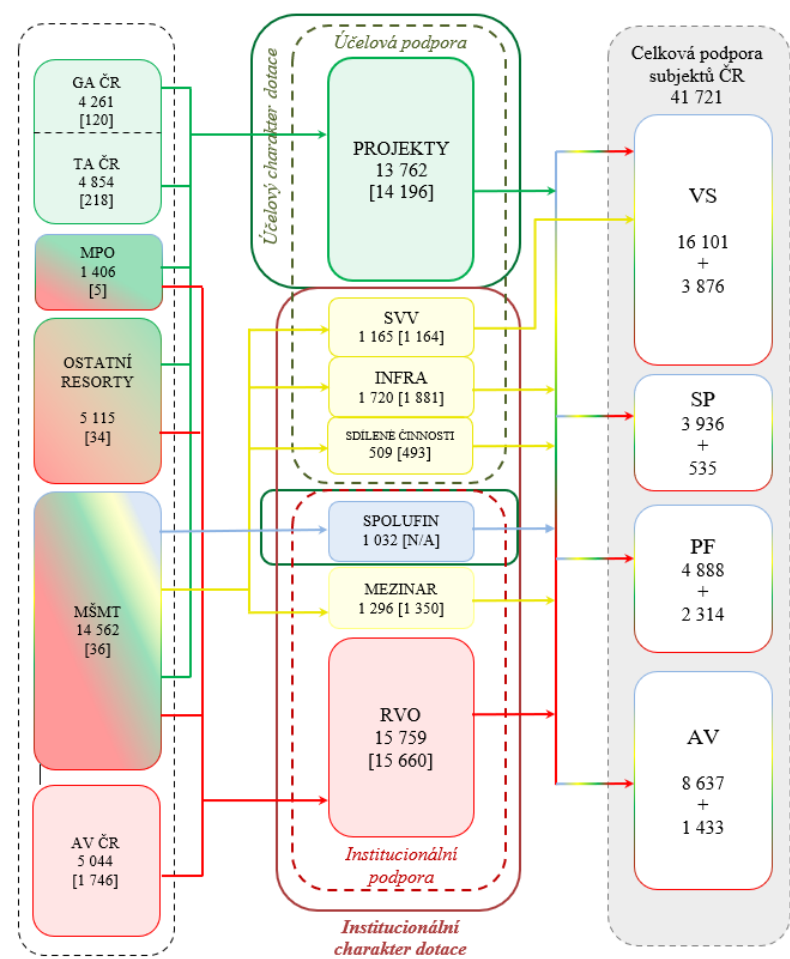 GA ČR
4 261
[120]
TA ČR
4 854
[218]
MPO
1 406
[5]
OSTATNÍ
RESORTY
5 115
[34]
MŠMT
14 562
[36]
AV ČR
5 044
[1 746]
Účelový charakter dotace
Účelová podpora
PROJEKTY
13 762
[14 196]
SVV
1 165 [1 164]
INFRA
1 720 [1 881]
SDÍLENÉ ČINNOSTI
509 [493]
SPOLUFIN
1 032 [N/A]
MEZINAR
1 296 [1 350]
RVO
15 759
[15 660]
Institucionální
podpora
Institucionální
charakter dotace
Celková podpora
subjektů ČR
41 721
VS
16 101
+
3 876
SP
3 936
+
535
PF
4 888
+
2 314
AV
8 637
+
1 433